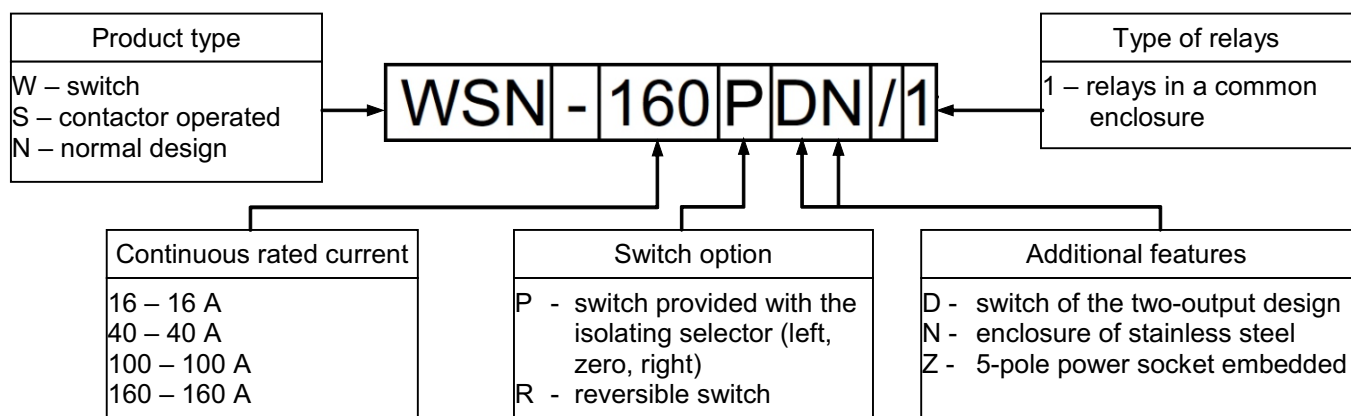 Product type
W – switch
S – contactor operated
N – normal design
WSN - 160PDN/1
Type of relays
1 – relays in a common
enclosure
Continuous rated current
16 – 16 A
40 – 40 A
100 – 100 A
160 – 160 A
Switch option
P - switch provided with the
isolating selector (left,
zero, right)
R - reversible switch
Additional features
D - switch of the two-output design
N - enclosure of stainless steel
Z - 5-pole power socket embedded